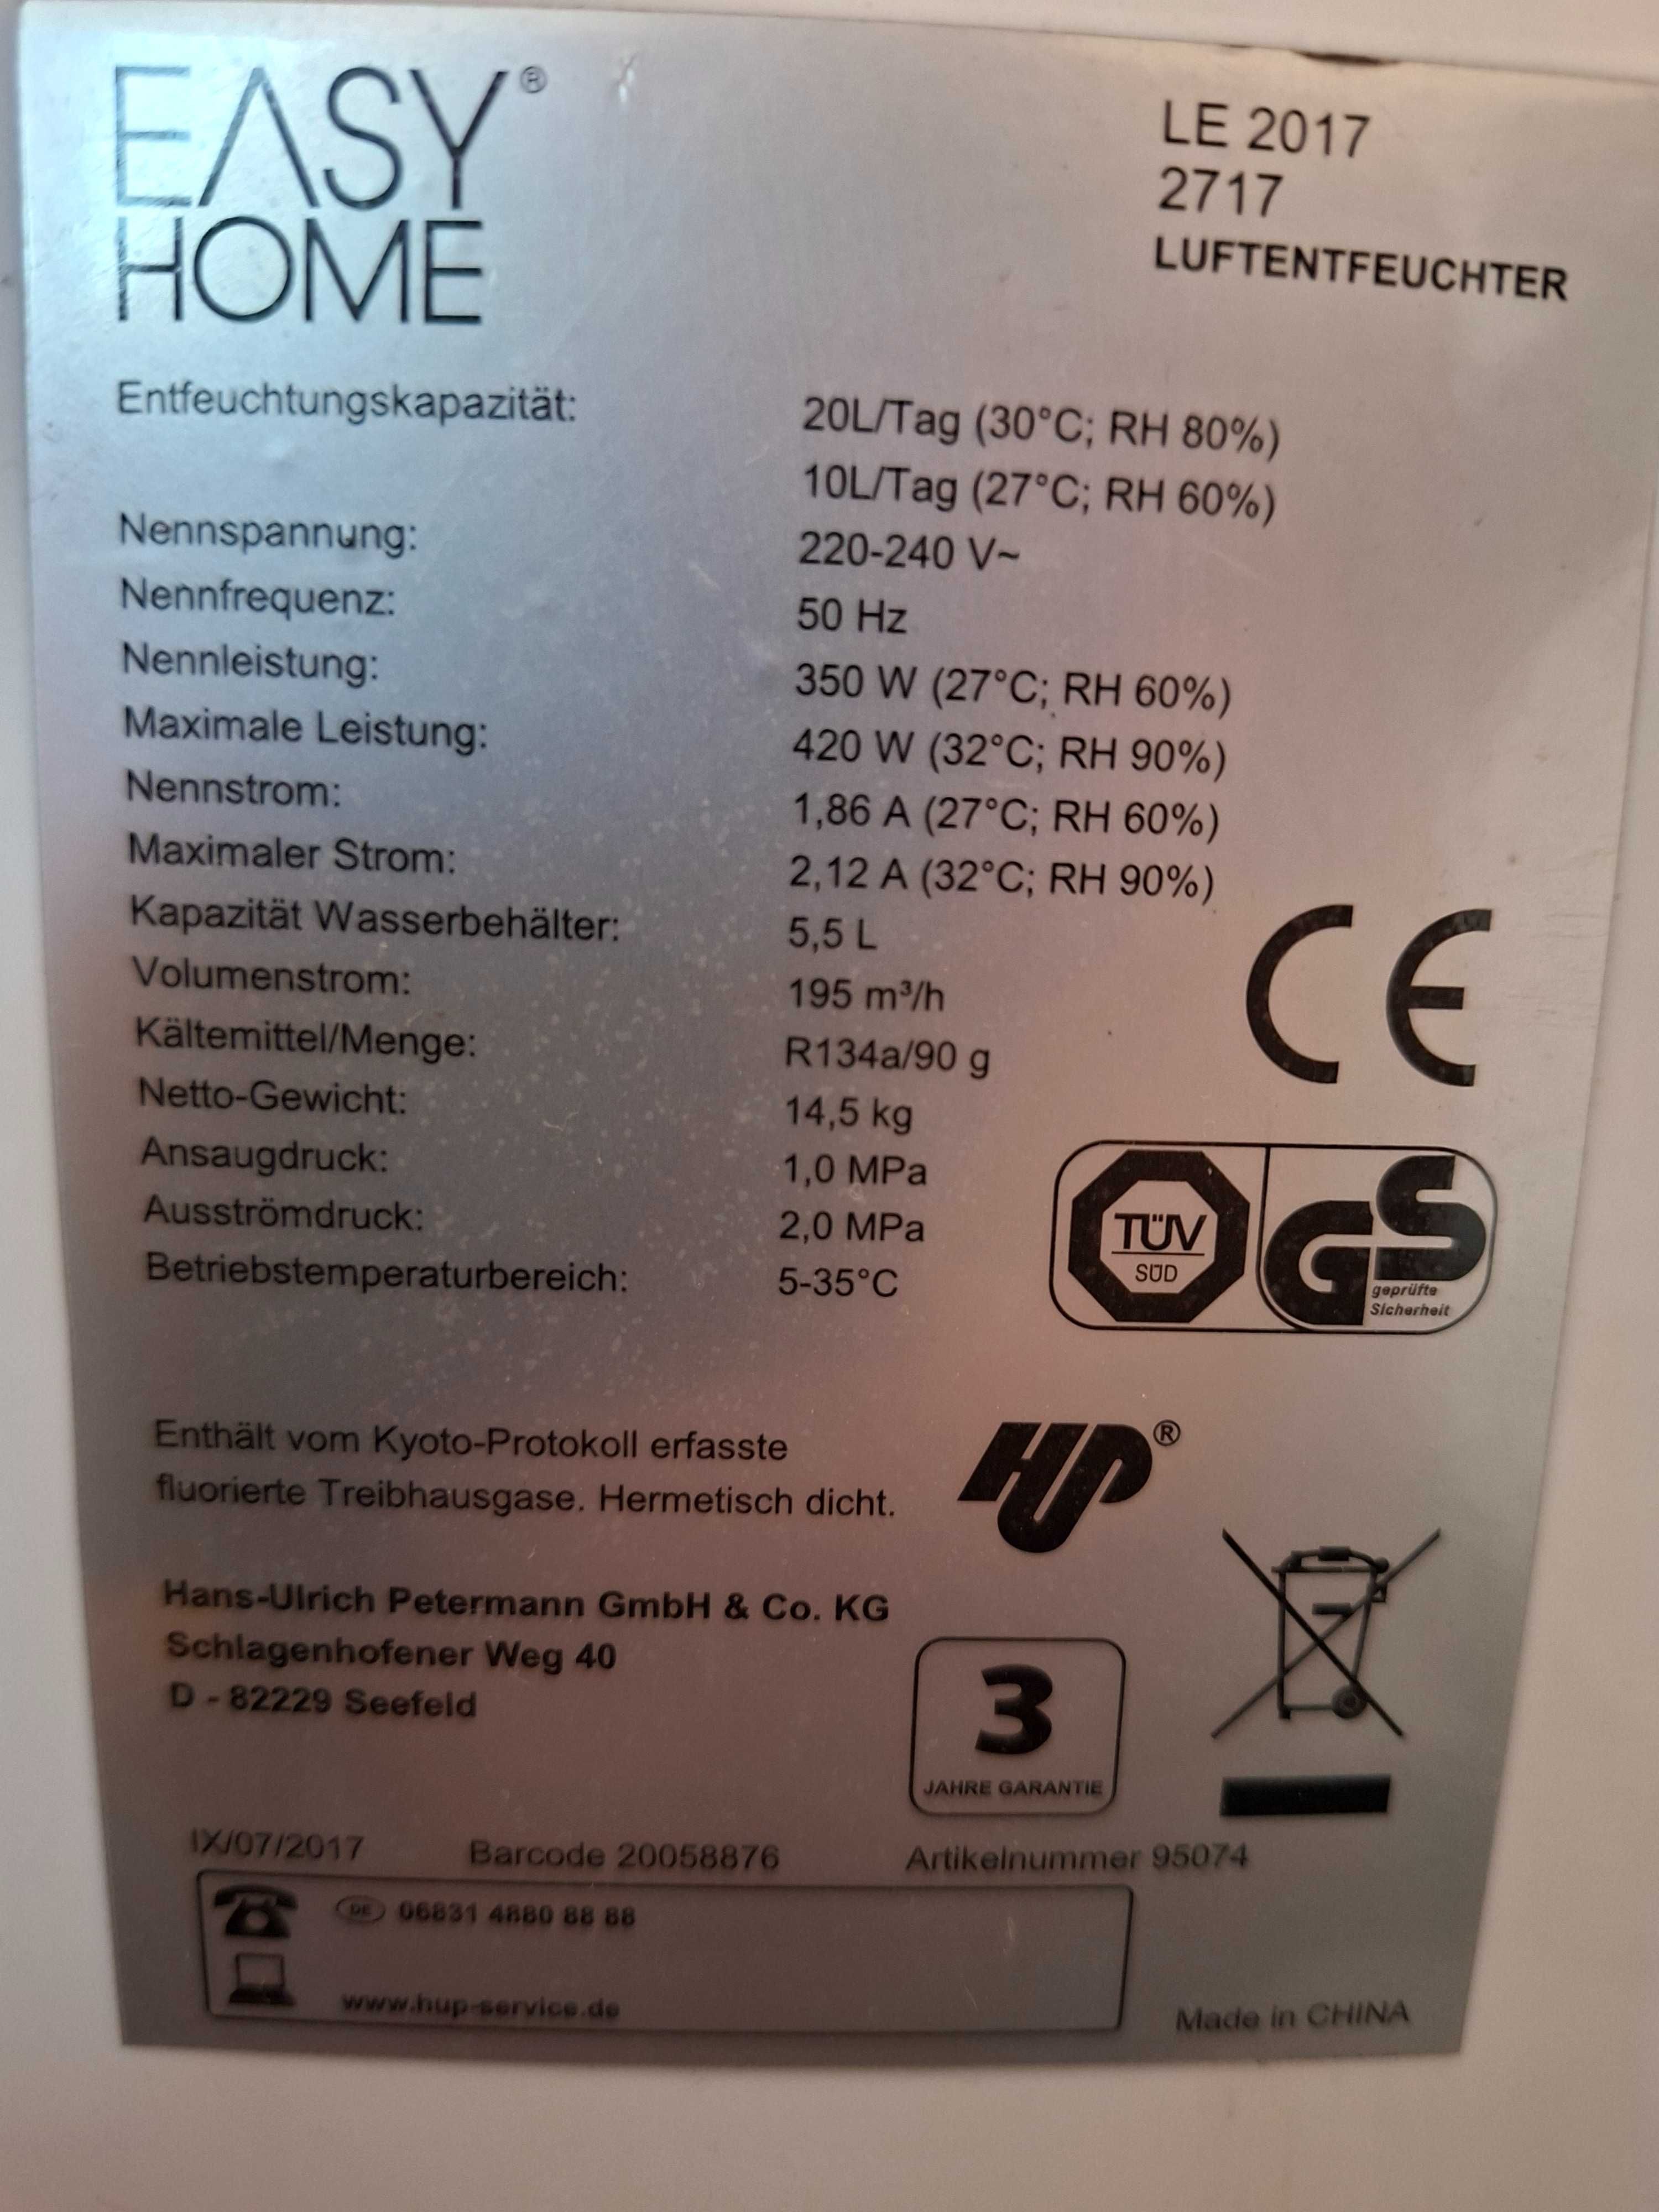 EASY®
HOME
LE 2017
2717
LUFTENTFEUCHTER
Entfeuchtungskapazität: 20L/Tag (30°C; RH 80%)
10L/Tag (27°C; RH 60%)
Nennspannung: 220-240 V~
Nennfrequenz: 50 Hz
Nennleistung: 350 W (27°C; RH 60%)
Maximale Leistung: 420 W (32°C; RH 90%)
Nennstrom: 1,86 A (27°C; RH 60%)
Maximaler Strom: 2,12 A (32°C; RH 90%)
Kapazität Wasserbehälter: 5,5 L
Volumenstrom: 195 m³/h
Kältemittel/Menge: R134a/90 g
Netto-Gewicht: 14,5 kg
Ansaugdruck: 1,0 MPa
Ausströmdruck: 2,0 MPa
Betriebstemperaturbereich: 5-35°C
CE
TÜV
SÜD
GS
geprüfte
Sicherheit
Enthält vom Kyoto-Protokoll erfasste
fluorierte Treibhausgase. Hermetisch dicht.
HUP®
Hans-Ulrich Petermann GmbH & Co. KG
Schlagenhofener Weg 40
D - 82229 Seefeld
3
JAHRE GARANTIE
IX/07/2017 Barcode 20058876 Artikelnummer 95074
DE 06831 4880 88 88
www.hup-service.de
Made in CHINA